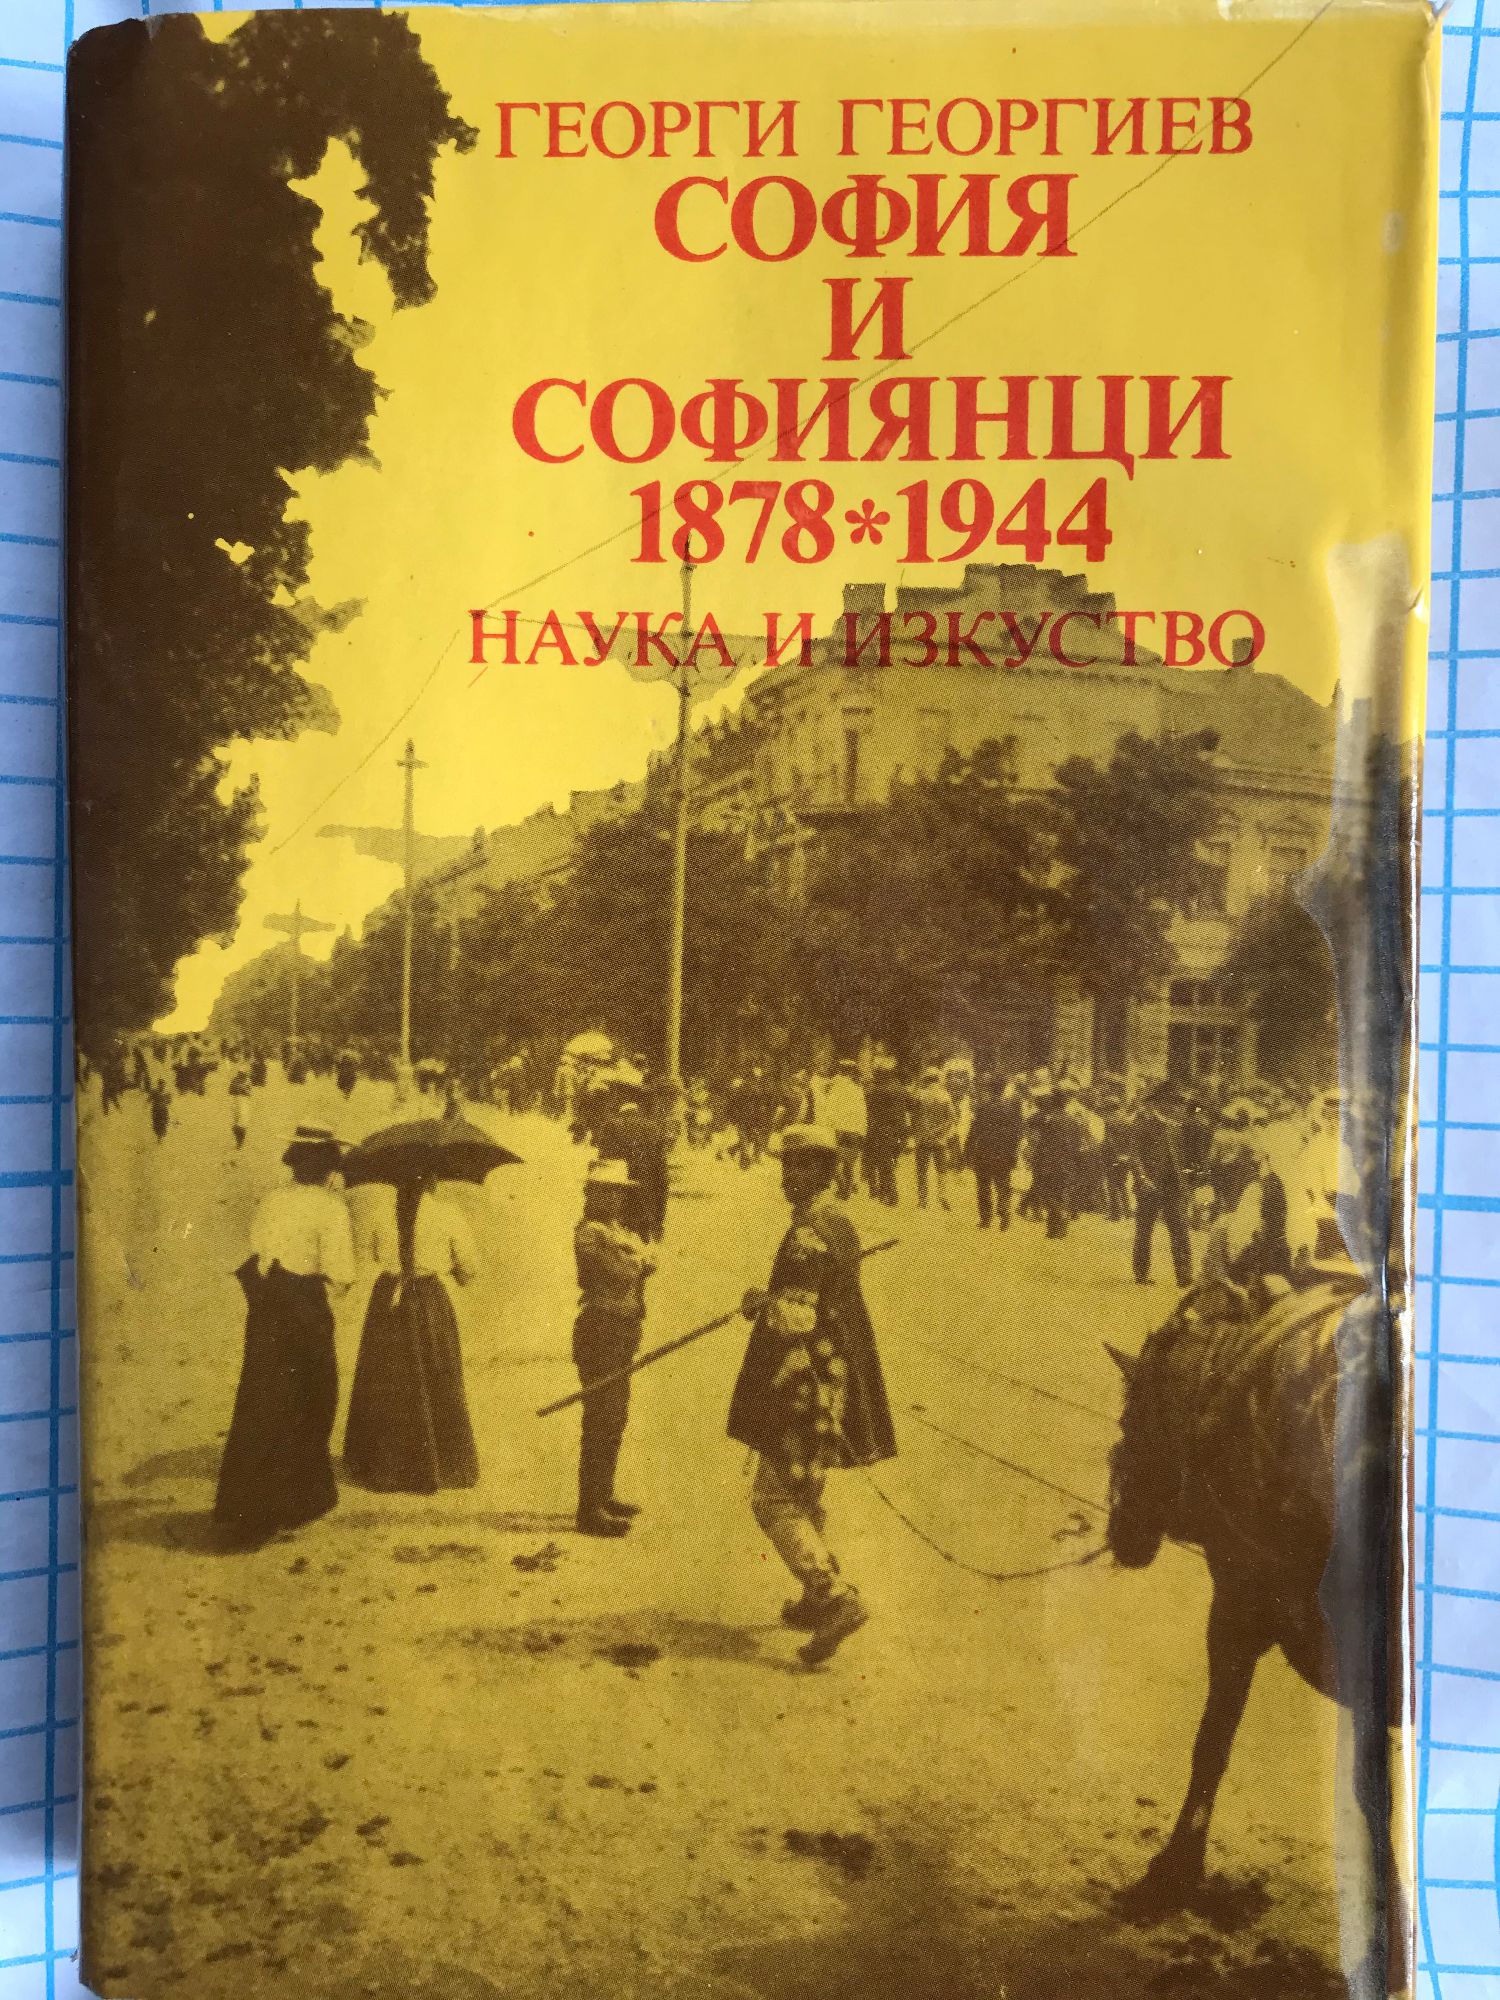 ГЕОРГИ ГЕОРГИЕВ
СОФИЯ
И
СОФИЯНЦИ
1878*1944
НАУКА И ИЗКУСТВО